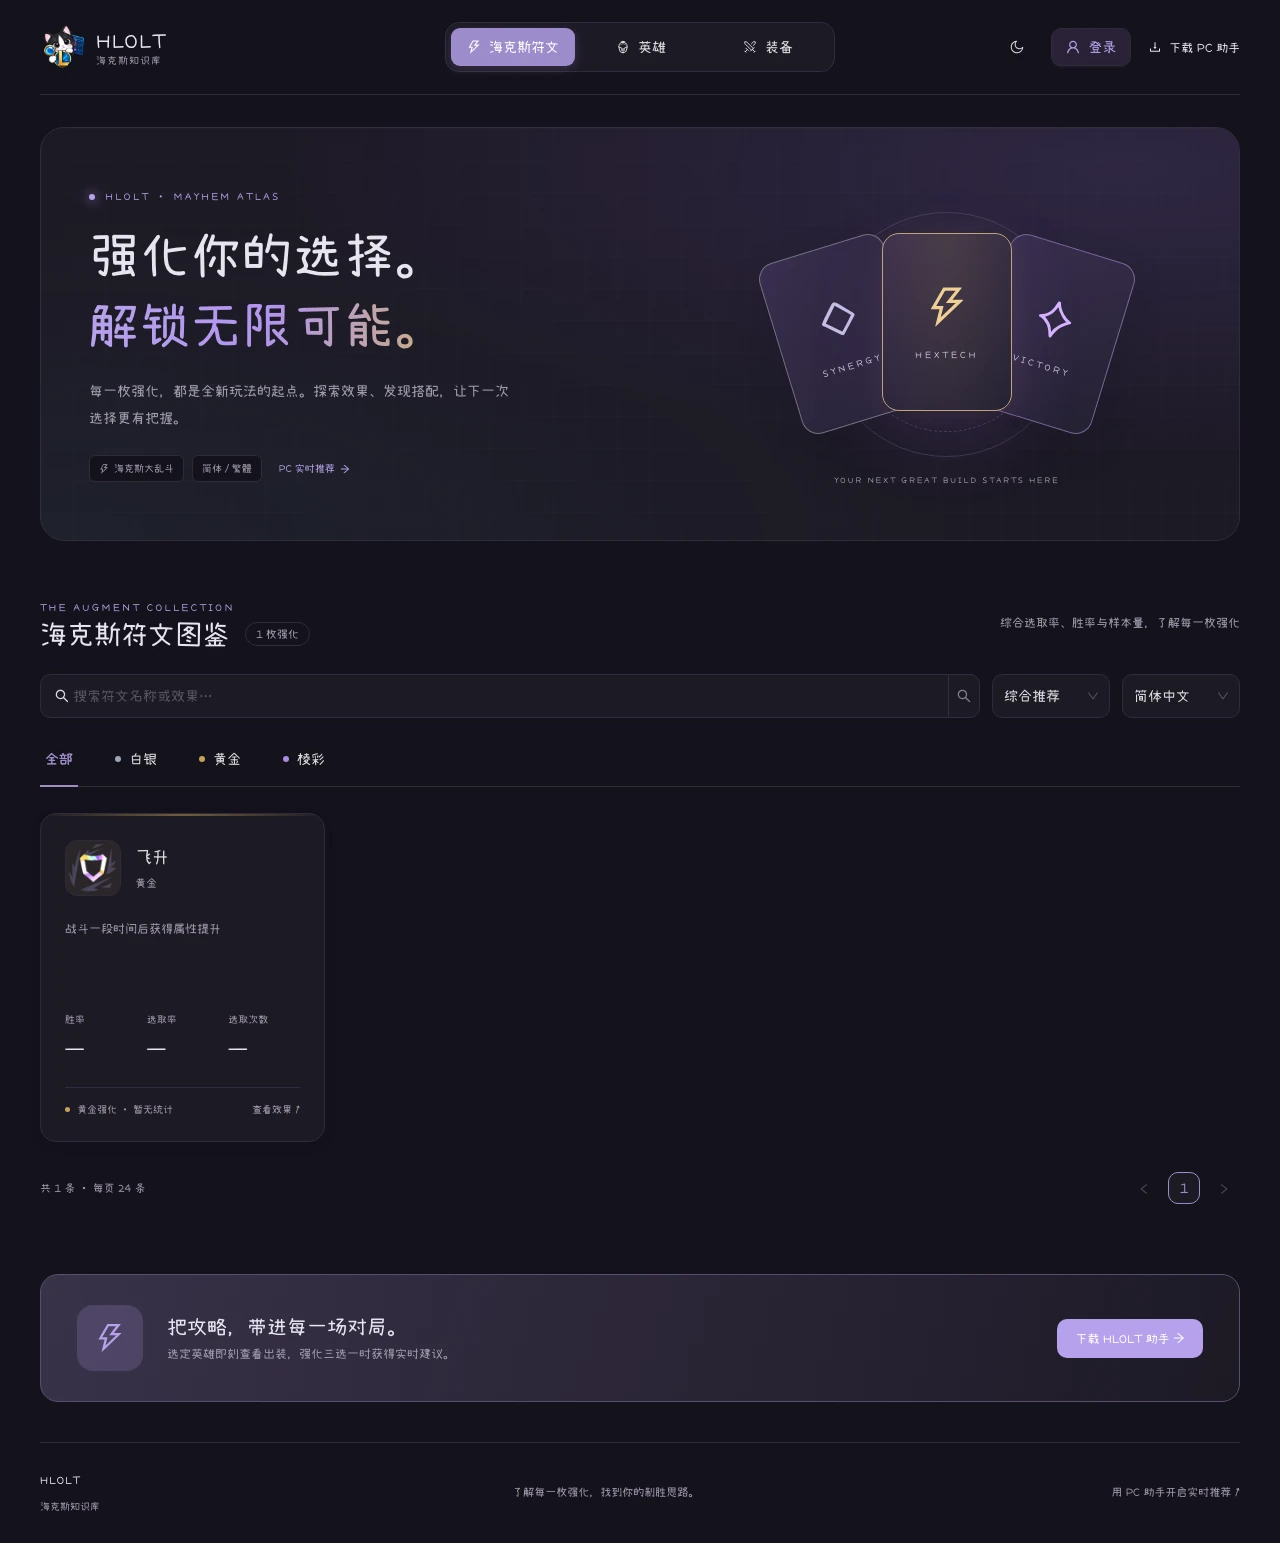 HLOLT
海克斯知识库
海克斯符文
英雄
装备
登录
下载 PC 助手
HLOLT · MAYHEM ATLAS
强化你的选择。
解锁无限可能。
每一枚强化，都是全新玩法的起点。探索效果、发现搭配，让下一次
选择更有把握。
海克斯大乱斗
简体 / 繁體
PC 实时推荐 →
SYNERGY
HEXTECH
VICTORY
YOUR NEXT GREAT BUILD STARTS HERE
THE AUGMENT COLLECTION
海克斯符文图鉴
1 枚强化
综合选取率、胜率与样本量，了解每一枚强化
搜索符文名称或效果…
综合推荐
简体中文
全部
白银
黄金
棱彩
飞升
黄金
战斗一段时间后获得属性提升
胜率
选取率
选取次数
—
—
—
黄金强化 · 暂无统计
查看效果 ↗
共 1 条 · 每页 24 条
< 1 >
把攻略，带进每一场对局。
选定英雄即刻查看出装，强化三选一时获得实时建议。
下载 HLOLT 助手 →
HLOLT
海克斯知识库
了解每一枚强化，找到你的制胜思路。
用 PC 助手开启实时推荐 ↗